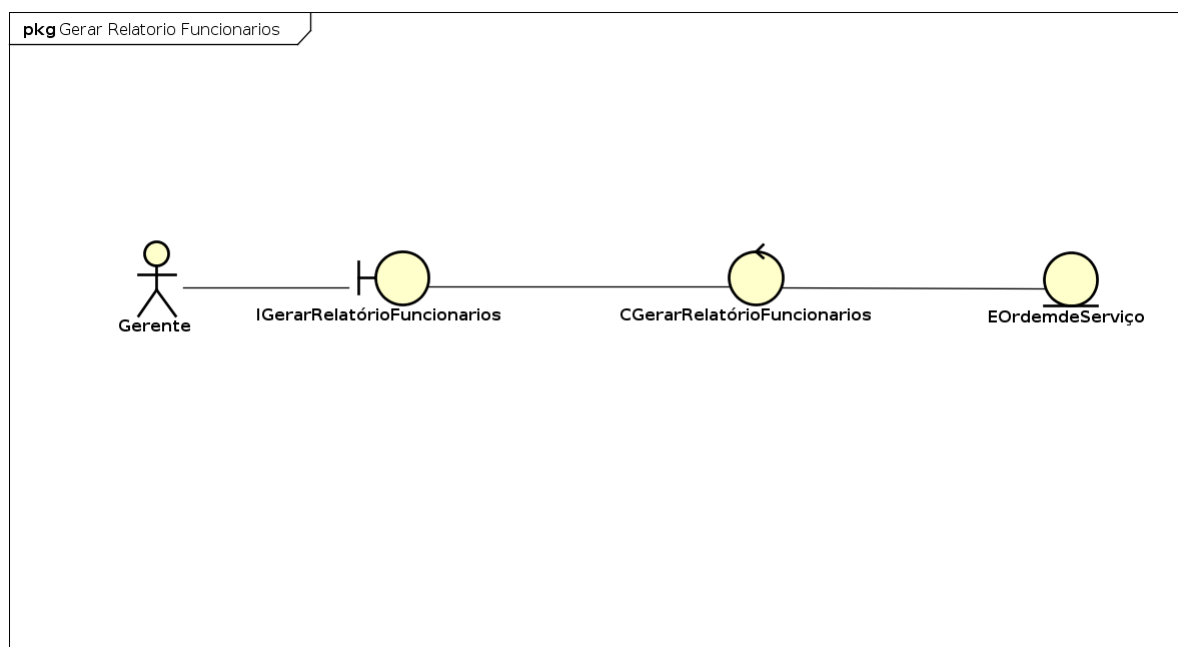 pkg Gerar Relatorio Funcionarios
Gerente
IGerarRelatórioFuncionarios
CGerarRelatórioFuncionarios
EOrdemdeServiço